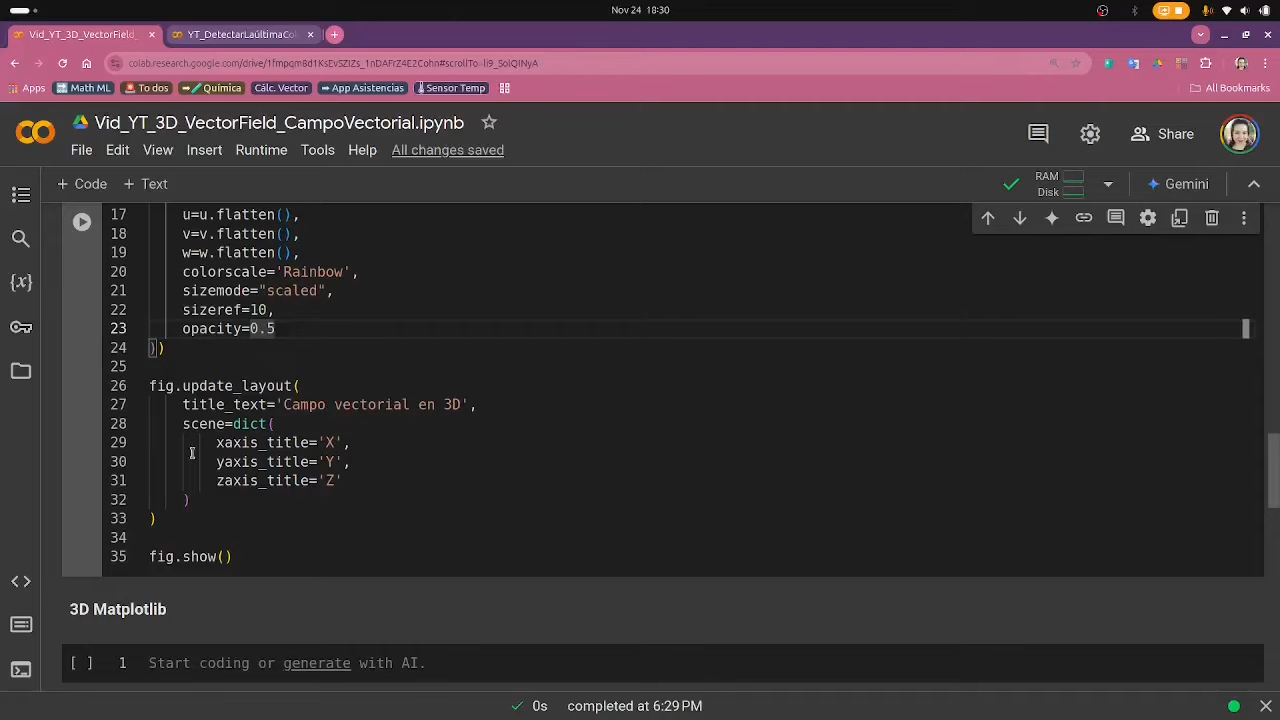 Nov 24 18:30
Vid_YT_3D_VectorField_
YT_DetectarLaúltimaCo
colab.research.google.com/drive/1fmpqm8d1KsEvSZIZs_1nDAFrZ4E2Cohn#scrollTo=li9_SolQINyA
Apps
Math ML
To dos
Química
Cálc. Vector
App Asistencias
Sensor Temp
All Bookmarks
Vid_YT_3D_VectorField_CampoVectorial.ipynb
Share
File Edit View Insert Runtime Tools Help All changes saved
+ Code + Text
RAM
Disk
Gemini
17 u=u.flatten(),
18 v=v.flatten(),
19 w=w.flatten(),
20 colorscale='Rainbow',
21 sizemode="scaled",
22 sizeref=10,
23 opacity=0.5
24 ))
25
26 fig.update_layout(
27 title_text='Campo vectorial en 3D',
28 scene=dict(
29 xaxis_title='X',
30 yaxis_title='Y',
31 zaxis_title='Z'
32 )
33 )
34
35 fig.show()
3D Matplotlib
[ ] 1 Start coding or generate with AI.
0s completed at 6:29 PM